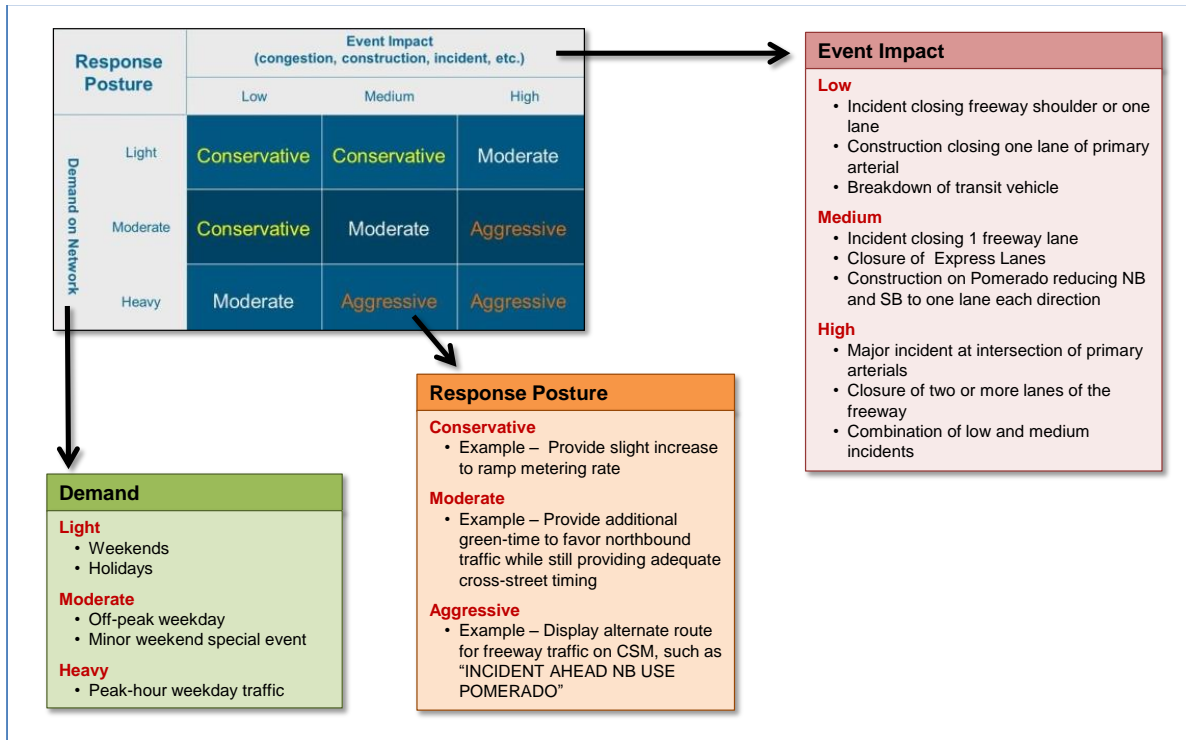 Response
Posture
Event Impact
(congestion, construction, incident, etc.)
Low
Medium
High
Demand on Network
Light
Conservative
Conservative
Moderate
Moderate
Conservative
Moderate
Aggressive
Heavy
Moderate
Aggressive
Aggressive
Event Impact
Low
• Incident closing freeway shoulder or one
lane
• Construction closing one lane of primary
arterial
• Breakdown of transit vehicle
Medium
• Incident closing 1 freeway lane
• Closure of Express Lanes
• Construction on Pomerado reducing NB
and SB to one lane each direction
High
• Major incident at intersection of primary
arterials
• Closure of two or more lanes of the
freeway
• Combination of low and medium
incidents
Response Posture
Conservative
• Example – Provide slight increase
to ramp metering rate
Moderate
• Example – Provide additional
green-time to favor northbound
traffic while still providing adequate
cross-street timing
Aggressive
• Example – Display alternate route
for freeway traffic on CSM, such as
“INCIDENT AHEAD NB USE
POMERADO”
Demand
Light
• Weekends
• Holidays
Moderate
• Off-peak weekday
• Minor weekend special event
Heavy
• Peak-hour weekday traffic